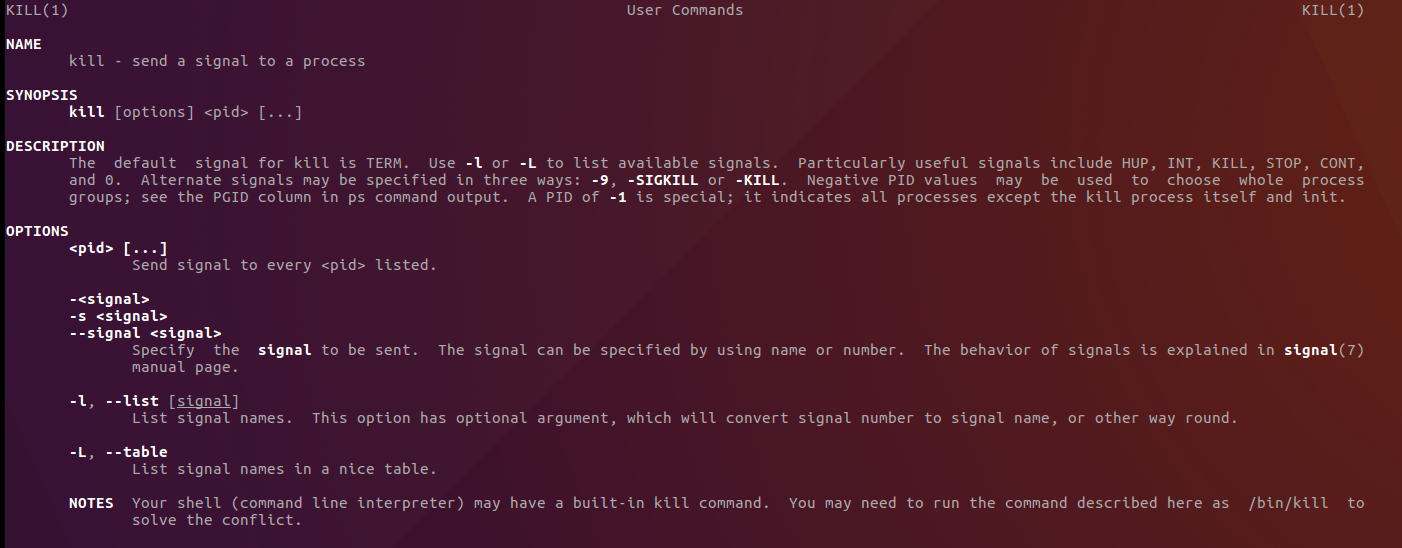 KILL(1) User Commands KILL(1)
NAME
kill - send a signal to a process
SYNOPSIS
kill [options] <pid> [...]
DESCRIPTION
The default signal for kill is TERM. Use -l or -L to list available signals. Particularly useful signals include HUP, INT, KILL, STOP, CONT,
and 0. Alternate signals may be specified in three ways: -9, -SIGKILL or -KILL. Negative PID values may be used to choose whole process
groups; see the PGID column in ps command output. A PID of -1 is special; it indicates all processes except the kill process itself and init.
OPTIONS
<pid> [...]
Send signal to every <pid> listed.
-<signal>
-s <signal>
--signal <signal>
Specify the signal to be sent. The signal can be specified by using name or number. The behavior of signals is explained in signal(7)
manual page.
-l, --list [signal]
List signal names. This option has optional argument, which will convert signal number to signal name, or other way round.
-L, --table
List signal names in a nice table.
NOTES Your shell (command line interpreter) may have a built-in kill command. You may need to run the command described here as /bin/kill to
solve the conflict.